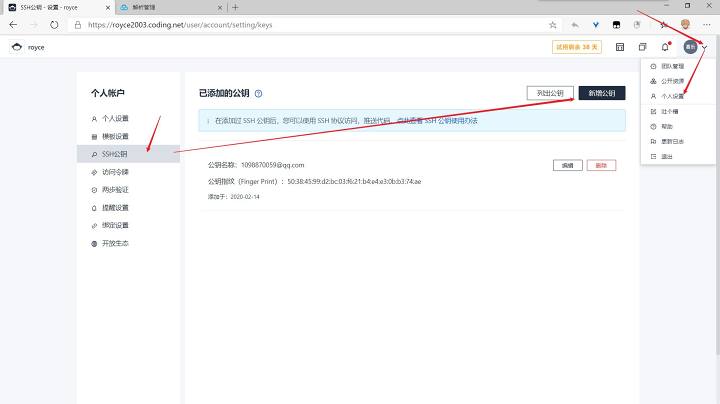 SSH公钥 - 设置 - royce
解析管理
https://royce2003.coding.net/user/account/setting/keys
royce
试用剩余 38 天
个人帐户
个人设置
模板设置
SSH公钥
访问令牌
两步验证
提醒设置
绑定设置
开放生态
已添加的公钥
列出公钥
新增公钥
在添加过 SSH 公钥后，您可以使用 SSH 协议访问，推送代码，点此查看 SSH 公钥使用办法
公钥名称：1098870059@qq.com
编辑
删除
公钥指纹（Finger Print）：50:38:45:99:d2:bc:03:f6:21:b4:e4:e3:0b:b3:74:ae
添加于：2020-02-14
团队管理
公开资源
个人设置
吐个槽
帮助
更新日志
退出